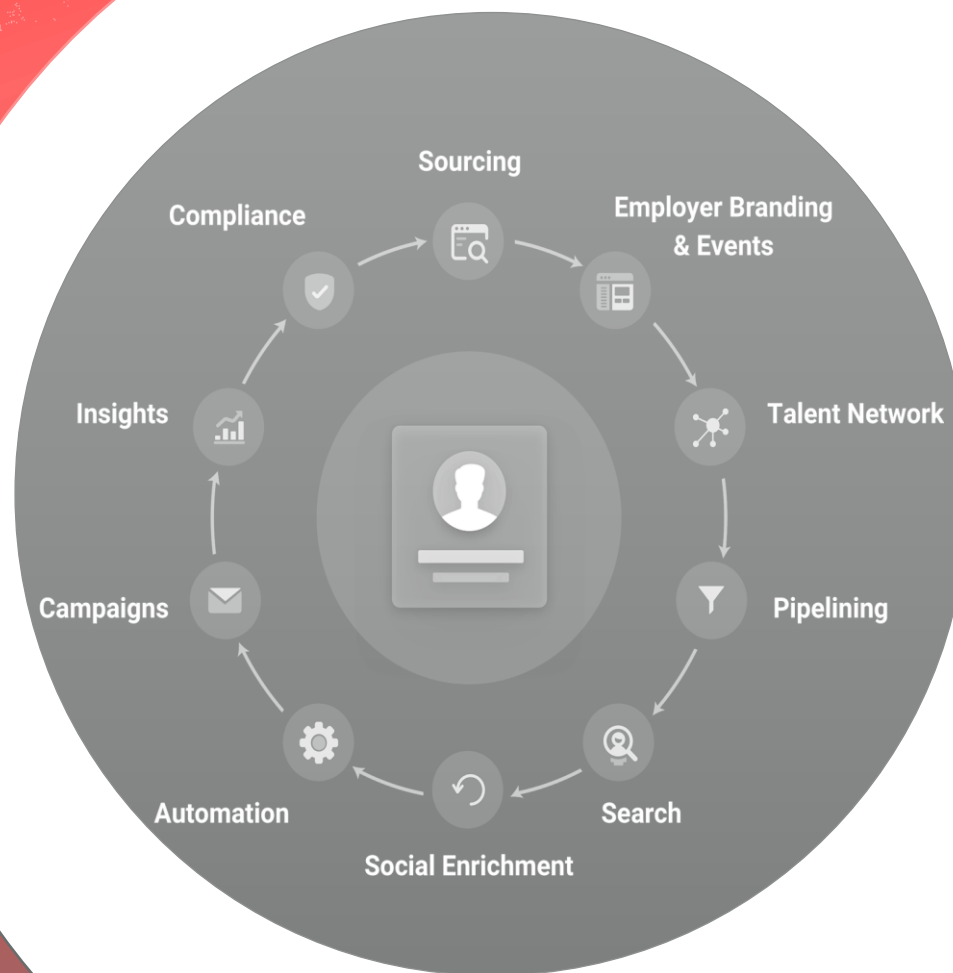 Sourcing
Employer Branding
& Events
Talent Network
Pipelining
Search
Social Enrichment
Automation
Campaigns
Insights
Compliance